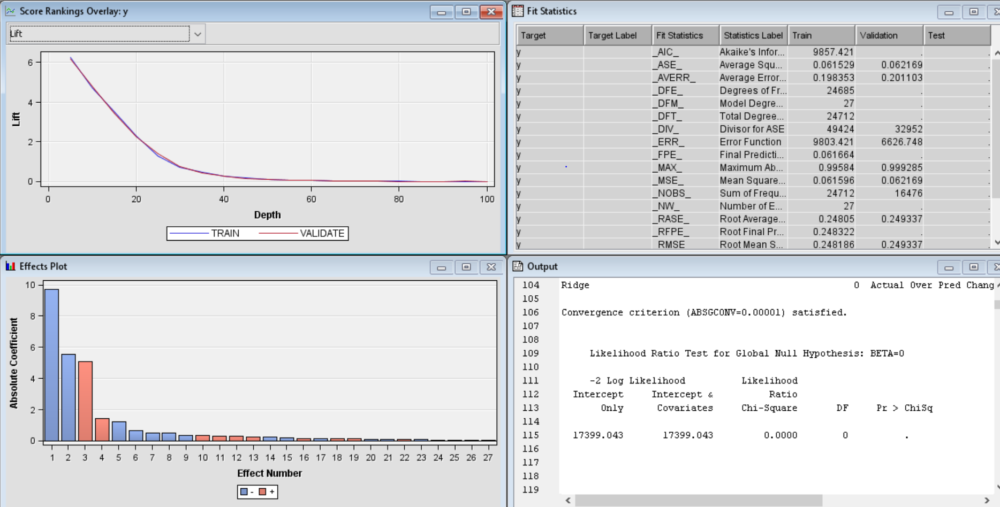 Score Rankings Overlay: y
Lift
6
4
2
0
Lift
0 20 40 60 80 100
Depth
TRAIN VALIDATE
Fit Statistics
Target Target Label Fit Statistics Statistics Label Train Validation Test
y _AIC_ Akaike's Infor... 9857.421 . .
y _ASE_ Average Squ... 0.061529 0.062169 .
y _AVERR_ Average Error... 0.198353 0.201103 .
y _DFE_ Degrees of Fr... 24685 . .
y _DFM_ Model Degre... 27 . .
y _DFT_ Total Degree... 24712 . .
y _DIV_ Divisor for ASE 49424 32952 .
y _ERR_ Error Function 9803.421 6626.748 .
y _FPE_ Final Predicti... 0.061664 . .
y _MAX_ Maximum Ab... 0.99584 0.999285 .
y _MSE_ Mean Square... 0.061596 0.062169 .
y _NOBS_ Sum of Frequ... 24712 16476 .
y _NW_ Number of E... 27 . .
y _RASE_ Root Average... 0.24805 0.249337 .
y _RFPE_ Root Final Pr... 0.248322 . .
y _RMSE_ Root Mean S... 0.248186 0.249337 .
Effects Plot
10
8
6
4
2
0
Absolute Coefficient
1 2 3 4 5 6 7 8 9 10 11 12 13 14 15 16 17 18 19 20 21 22 23 24 25 26 27
Effect Number
- +
Output
104 Ridge 0 Actual Over Pred Chang
105
106 Convergence criterion (ABSGCONV=0.00001) satisfied.
107
108
109 Likelihood Ratio Test for Global Null Hypothesis: BETA=0
110
111 -2 Log Likelihood Likelihood
112 Intercept Intercept & Ratio
113 Only Covariates Chi-Square DF Pr > ChiSq
114
115 17399.043 17399.043 0.0000 0 .
116
117
118
119